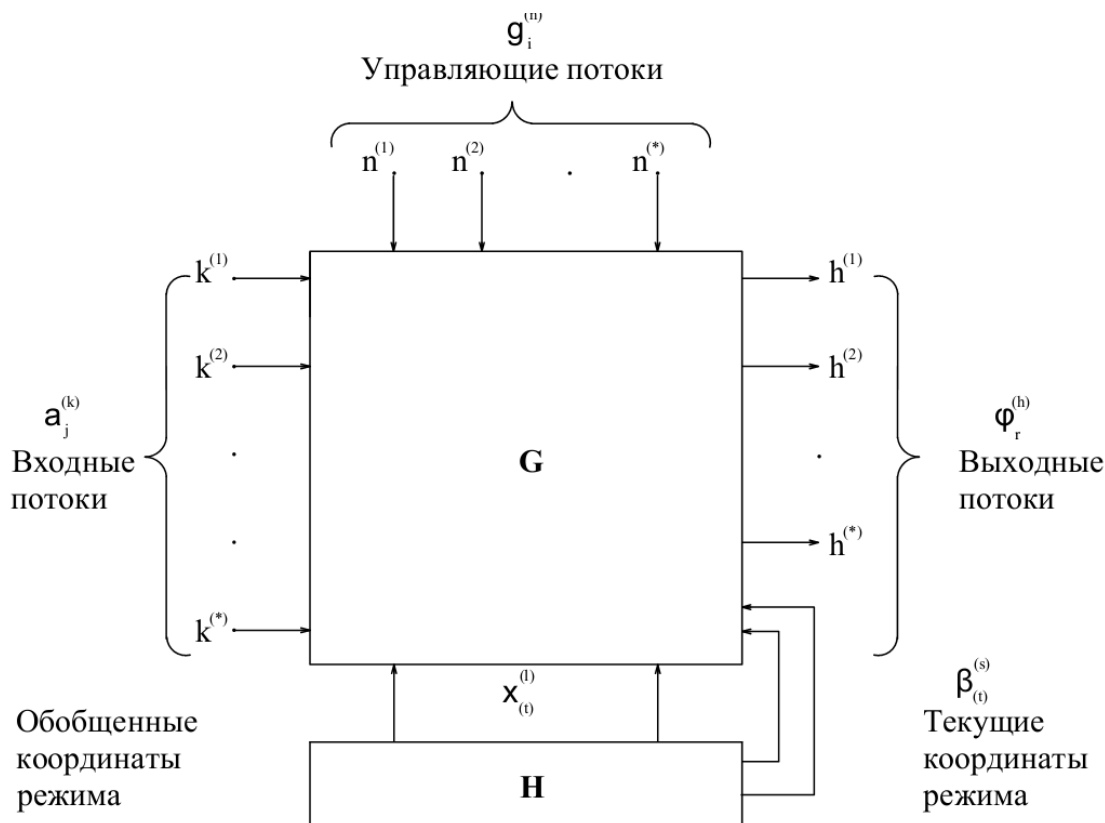 g_i^(n)
Управляющие потоки
n^(1) n^(2) . n^(*)
k^(1) h^(1)
k^(2) h^(2)
a_j^(k) φ_r^(h)
Входные
потоки
G
Выходные
потоки
h^(*)
k^(*)
x_(t)^(l)
β_(t)^(s)
Обобщенные
координаты
режима
H
Текущие
координаты
режима